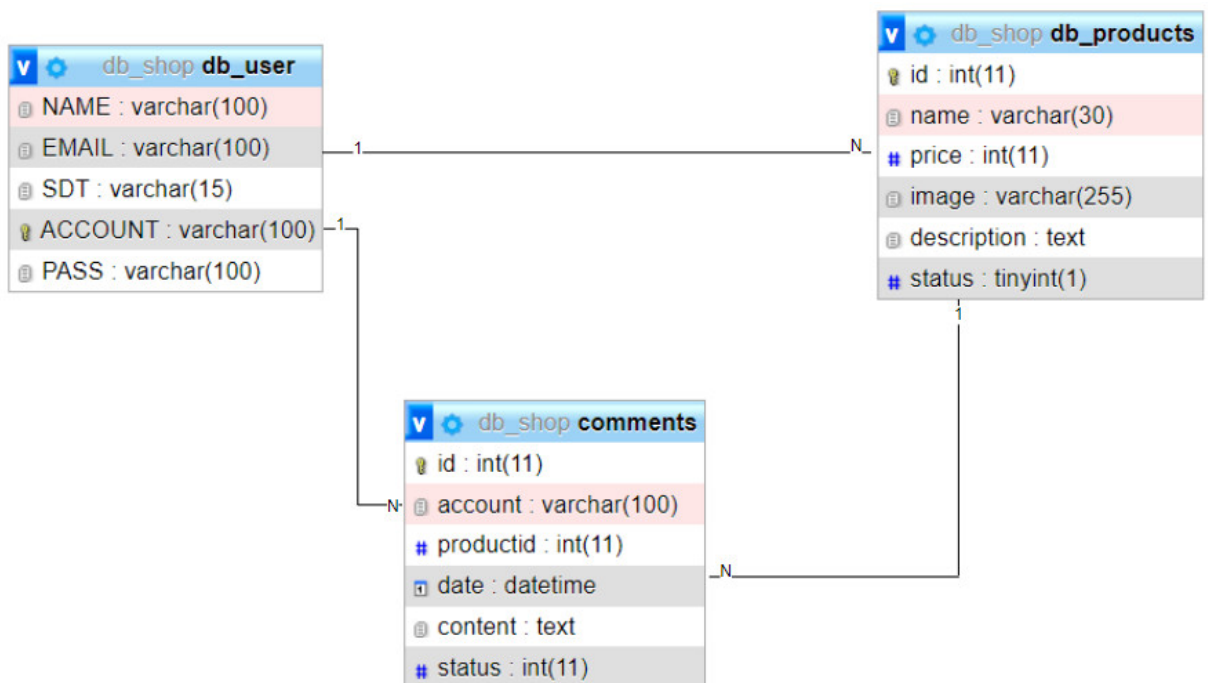 db_shop db_user
NAME : varchar(100)
EMAIL : varchar(100)
SDT : varchar(15)
ACCOUNT : varchar(100)
PASS : varchar(100)
1
N
1
N
db_shop db_products
id : int(11)
name : varchar(30)
price : int(11)
image : varchar(255)
description : text
status : tinyint(1)
1
N
db_shop comments
id : int(11)
account : varchar(100)
productid : int(11)
date : datetime
content : text
status : int(11)